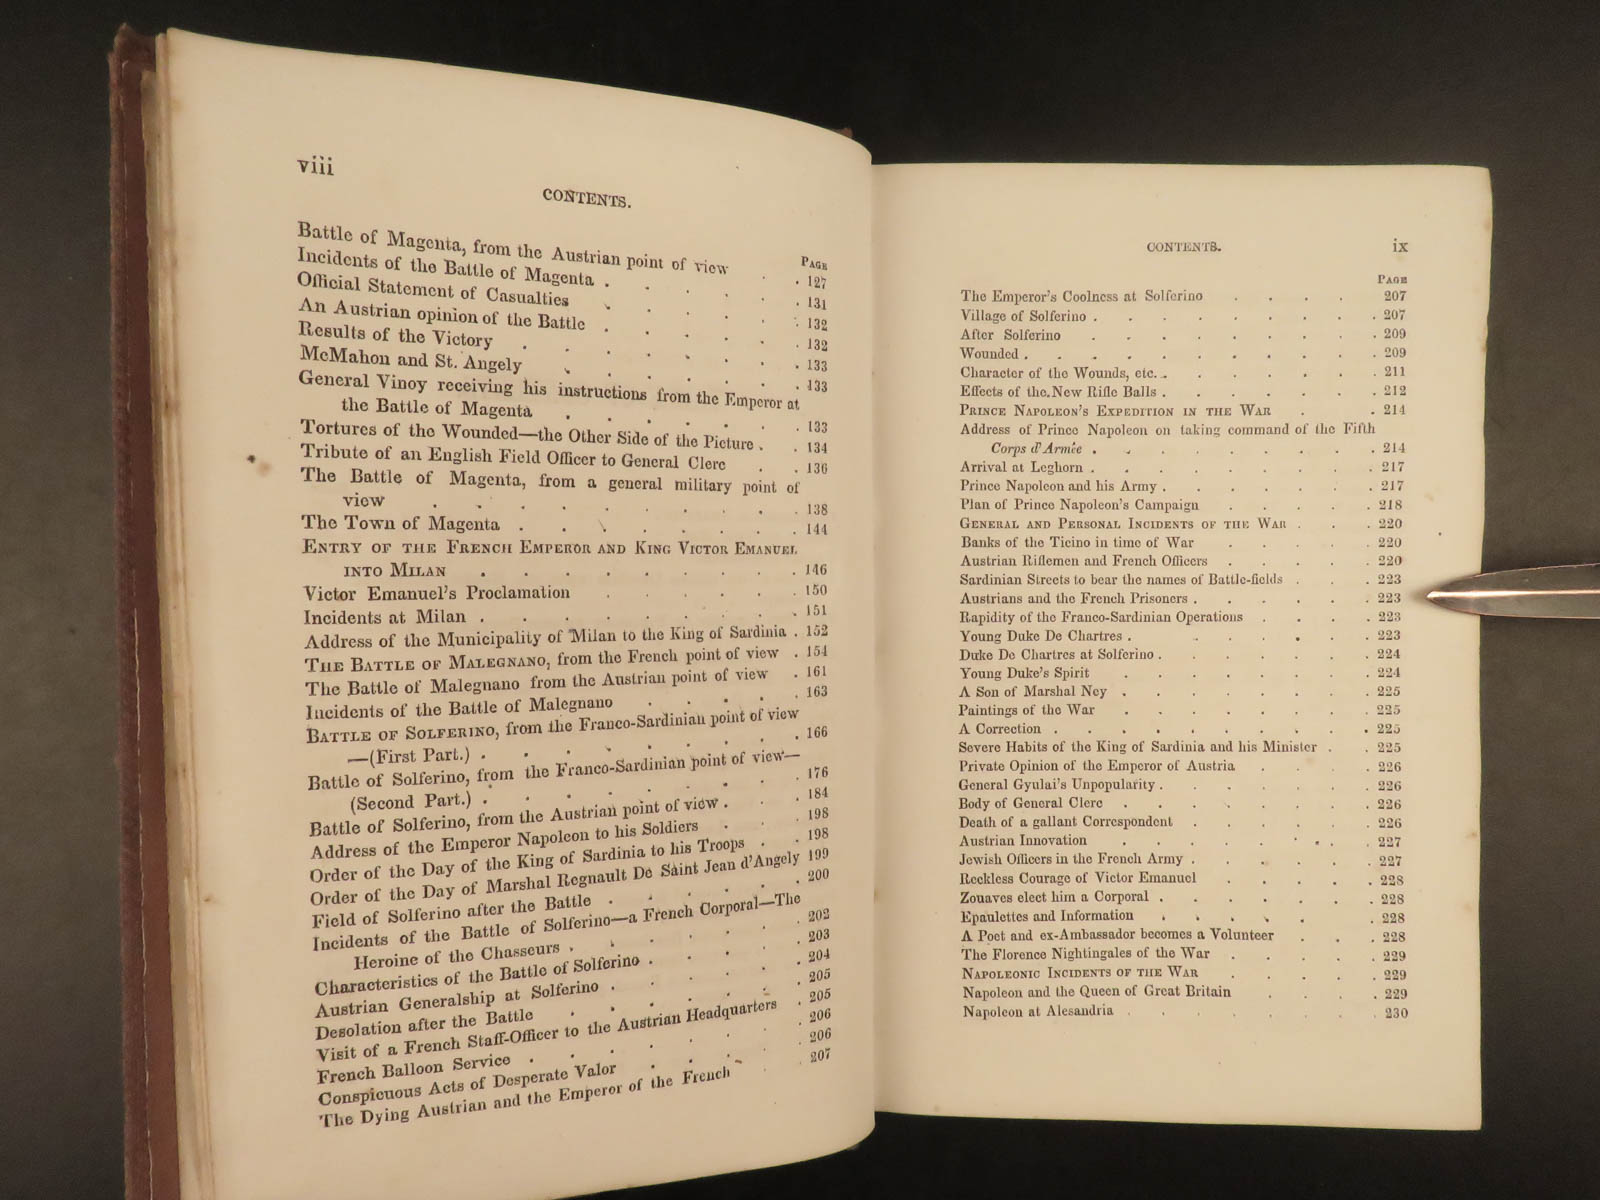 viii
CONTENTS.
PAGE
Battle of Magenta, from the Austrian point of view . . 127
Incidents of the Battle of Magenta . . . . . . 131
Official Statement of Casualties . . . . . . 132
An Austrian opinion of the Battle . . . . . . 132
Results of the Victory . . . . . . . 133
McMahon and St. Angely . . . . . . 133
General Vinoy receiving his instructions from the Emperor at
the Battle of Magenta . . . . . . . 133
Tortures of the Wounded—the Other Side of the Picture . . 134
Tribute of an English Field Officer to General Clerc . . 136
The Battle of Magenta, from a general military point of
view . . . . . . . . . 138
The Town of Magenta . . . . . . . 144
ENTRY OF THE FRENCH EMPEROR AND KING VICTOR EMANUEL
INTO MILAN . . . . . . . . 146
Victor Emanuel's Proclamation . . . . . 150
Incidents at Milan . . . . . . . . 151
Address of the Municipality of Milan to the King of Sardinia . 152
THE BATTLE OF MALEGNANO, from the French point of view . 154
The Battle of Malegnano from the Austrian point of view . 161
Incidents of the Battle of Malegnano . . . . 163
BATTLE OF SOLFERINO, from the Franco-Sardinian point of view
—(First Part.) . . . . . . . . 166
Battle of Solferino, from the Franco-Sardinian point of view—
(Second Part.) . . . . . . . . 176
Battle of Solferino, from the Austrian point of view . . . 184
Address of the Emperor Napoleon to his Soldiers . . . 198
Order of the Day of the King of Sardinia to his Troops . . 198
Order of the Day of Marshal Regnault De Saint Jean d'Angely 199
Field of Solferino after the Battle . . . . . . 200
Incidents of the Battle of Solferino—a French Corporal—The
Heroine of the Chasseurs . . . . . . . 202
Characteristics of the Battle of Solferino . . . . . 203
Austrian Generalship at Solferino . . . . . . 204
Desolation after the Battle . . . . . . . 205
Visit of a French Staff-Officer to the Austrian Headquarters . 205
French Balloon Service . . . . . . . 206
Conspicuous Acts of Desperate Valor . . . . . 206
The Dying Austrian and the Emperor of the French . . 207
CONTENTS. ix
PAGE
The Emperor's Coolness at Solferino . . . . 207
Village of Solferino . . . . . . . . . 207
After Solferino . . . . . . . . 209
Wounded . . . . . . . . . . 209
Character of the Wounds, etc. . . . . . . 211
Effects of the New Rifle Balls . . . . . . . 212
PRINCE NAPOLEON'S EXPEDITION IN THE WAR . . 214
Address of Prince Napoleon on taking command of the Fifth
Corps d'Armée . . . . . . . . . 214
Arrival at Leghorn . . . . . . . . . 217
Prince Napoleon and his Army . . . . . . . 217
Plan of Prince Napoleon's Campaign . . . . . 218
GENERAL AND PERSONAL INCIDENTS OF THE WAR . . . 220
Banks of the Ticino in time of War . . . . . 220
Austrian Riflemen and French Officers . . . . . 220
Sardinian Streets to bear the names of Battle-fields . . . 223
Austrians and the French Prisoners . . . . . . 223
Rapidity of the Franco-Sardinian Operations . . . . 223
Young Duke De Chartres . . . . . . . 223
Duke De Chartres at Solferino . . . . . . . 224
Young Duke's Spirit . . . . . . . . 224
A Son of Marshal Ney . . . . . . . . 225
Paintings of the War . . . . . . . . 225
A Correction . . . . . . . . . . 225
Severe Habits of the King of Sardinia and his Minister . . 225
Private Opinion of the Emperor of Austria . . . . 226
General Gyulai's Unpopularity . . . . . . . 226
Body of General Clerc . . . . . . . . 226
Death of a gallant Correspondent . . . . . . 226
Austrian Innovation . . . . . . . . 227
Jewish Officers in the French Army . . . . . . 227
Reckless Courage of Victor Emanuel . . . . . 228
Zouaves elect him a Corporal . . . . . . . 228
Epaulettes and Information . . . . . . 228
A Poet and ex-Ambassador becomes a Volunteer . . . 228
The Florence Nightingales of the War . . . . . 229
NAPOLEONIC INCIDENTS OF THE WAR . . . . . 229
Napoleon and the Queen of Great Britain . . . . 229
Napoleon at Alesandria . . . . . . . . 230